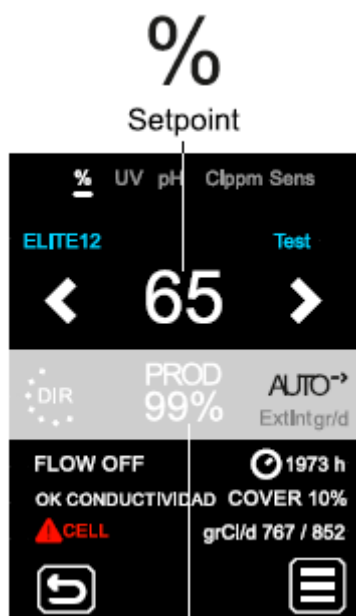 %
Setpoint
% UV pH Clppm Sens
ELITE12 Test
65
DIR PROD 99% AUTO→
ExtIntgr/d
FLOW OFF 1973 h
OK CONDUCTIVIDAD COVER 10%
CELL grCl/d 767 / 852